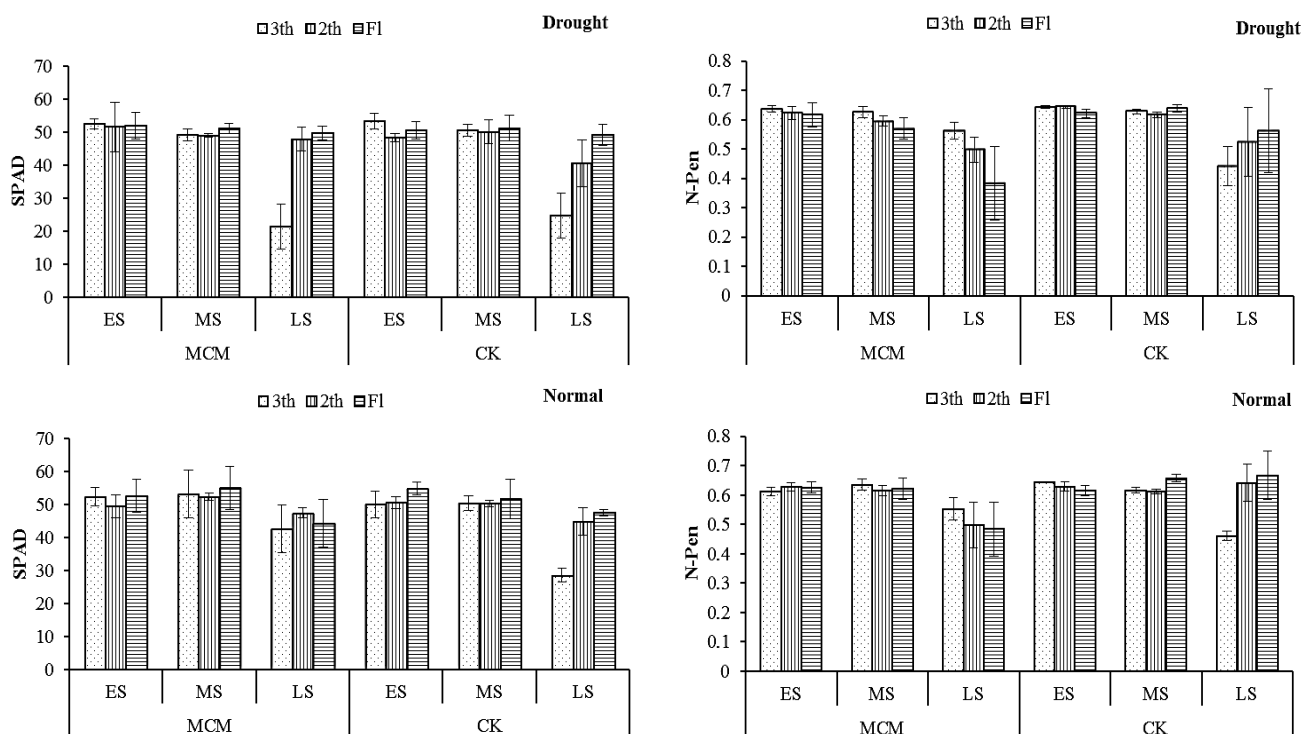 3th 2th Fl
Drought
SPAD
70
60
50
40
30
20
10
0
ES MS LS ES MS LS
MCM CK
3th 2th Fl
Drought
N-Pen
0.8
0.7
0.6
0.5
0.4
0.3
0.2
0.1
0
ES MS LS ES MS LS
MCM CK
3th 2th Fl
Normal
SPAD
70
60
50
40
30
20
10
0
ES MS LS ES MS LS
MCM CK
3th 2th Fl
Normal
N-Pen
0.8
0.7
0.6
0.5
0.4
0.3
0.2
0.1
0
ES MS LS ES MS LS
MCM CK